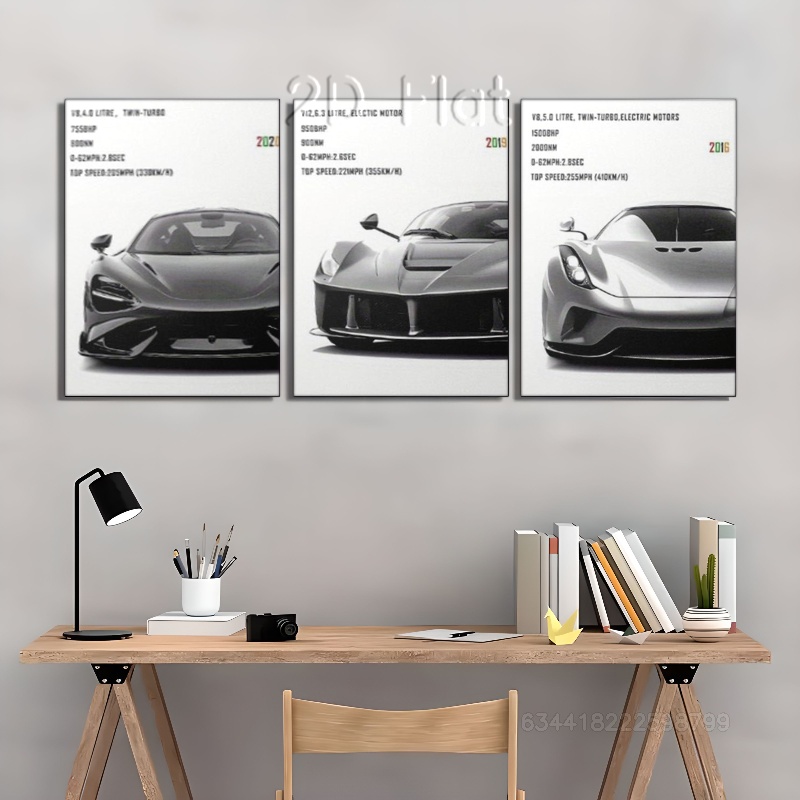 2D Flat
V8,4.0 LITRE, TWIN-TURBO
755BHP
800NM
0-62MPH:2.8SEC
TOP SPEED:205MPH (330KM/H)
2020
V12,6.3 LITRE, ELECTIC MOTOR
950BHP
900NM
0-62MPH:2.6SEC
TOP SPEED:221MPH (355KM/H)
2019
V8,5.0 LITRE, TWIN-TURBO,ELECTRIC MOTORS
1500BHP
2000NM
0-62MPH:2.8SEC
TOP SPEED:255MPH (410KM/H)
2016
634418222598799